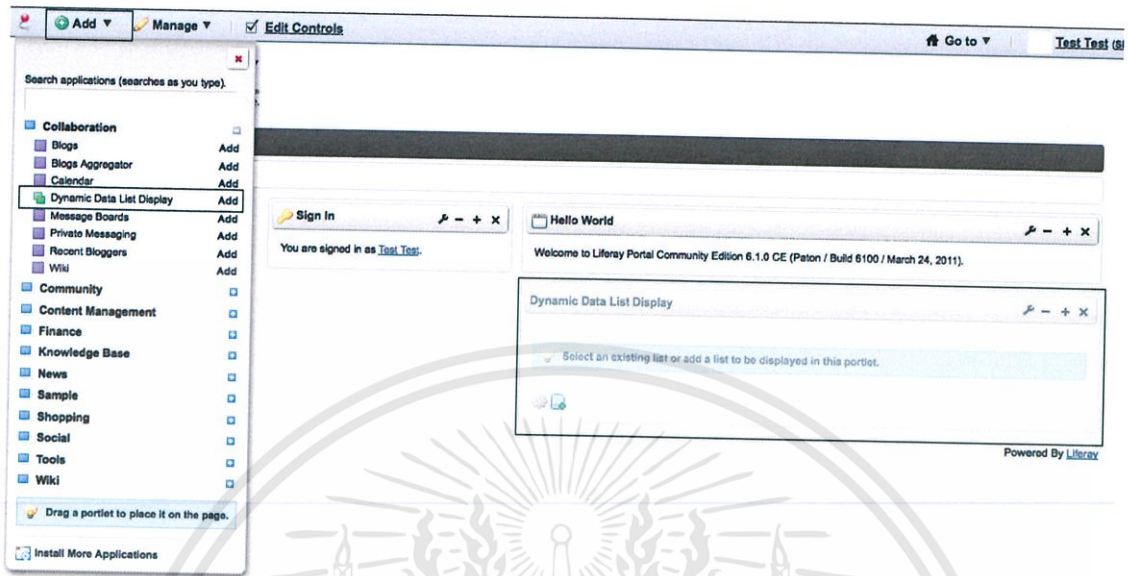 Add ▼ Manage ▼ Edit Controls Go to ▼ Test Test
Search applications (searches as you type).
Collaboration
Blogs Add
Blogs Aggregator Add
Calendar Add
Dynamic Data List Display Add
Message Boards Add
Private Messaging Add
Recent Bloggers Add
Wiki Add
Community
Content Management
Finance
Knowledge Base
News
Sample
Shopping
Social
Tools
Wiki
Drag a portlet to place it on the page.
Install More Applications
Sign In
You are signed in as Test Test.
Hello World
Welcome to Liferay Portal Community Edition 6.1.0 CE (Paton / Build 6100 / March 24, 2011).
Dynamic Data List Display
Select an existing list or add a list to be displayed in this portlet.
Powered By Liferay